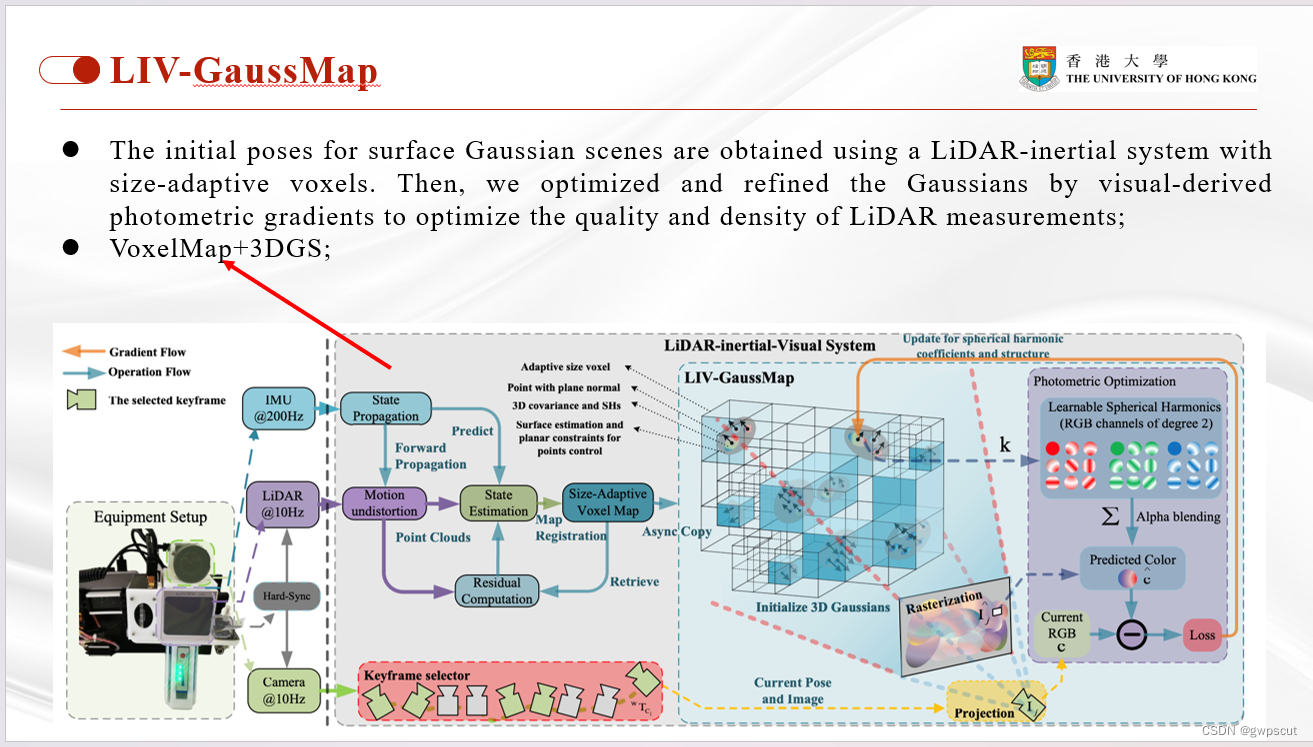 LIV-GaussMap
香 港 大 學
THE UNIVERSITY OF HONG KONG
The initial poses for surface Gaussian scenes are obtained using a LiDAR-inertial system with
size-adaptive voxels. Then, we optimized and refined the Gaussians by visual-derived
photometric gradients to optimize the quality and density of LiDAR measurements;
VoxelMap+3DGS;
Gradient Flow
Operation Flow
The selected keyframe
Equipment Setup
IMU
@200Hz
LiDAR
@10Hz
Hard-Sync
Camera
@10Hz
LiDAR-inertial-Visual System
State
Propagation
Predict
Forward
Propagation
Motion
undistortion
State
Estimation
Size-Adaptive
Voxel Map
Point Clouds
Map
Registration
Async Copy
Residual
Computation
Retrieve
Adaptive size voxel
Point with plane normal
3D covariance and SHs
Surface estimation and
planar constraints for
points control
Keyframe selector
ʷT꜀ᵢ
LIV-GaussMap
Update for spherical harmonic
coefficients and structure
Initialize 3D Gaussians
Rasterization
Îⱼ
Current Pose
and Image
Projection
Iⱼ
k
Photometric Optimization
Learnable Spherical Harmonics
(RGB channels of degree 2)
∑ Alpha blending
Predicted Color
ĉ
Current
RGB
c
Loss
CSDN @gwpscut